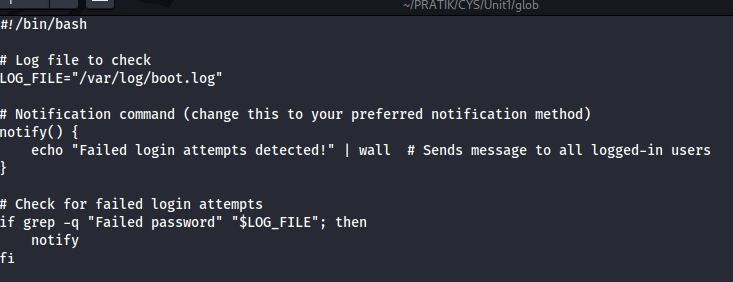 ~/PRATIK/CYS/Unit1/glob
#!/bin/bash
# Log file to check
LOG_FILE="/var/log/boot.log"
# Notification command (change this to your preferred notification method)
notify() {
    echo "Failed login attempts detected!" | wall  # Sends message to all logged-in users
}
# Check for failed login attempts
if grep -q "Failed password" "$LOG_FILE"; then
    notify
fi